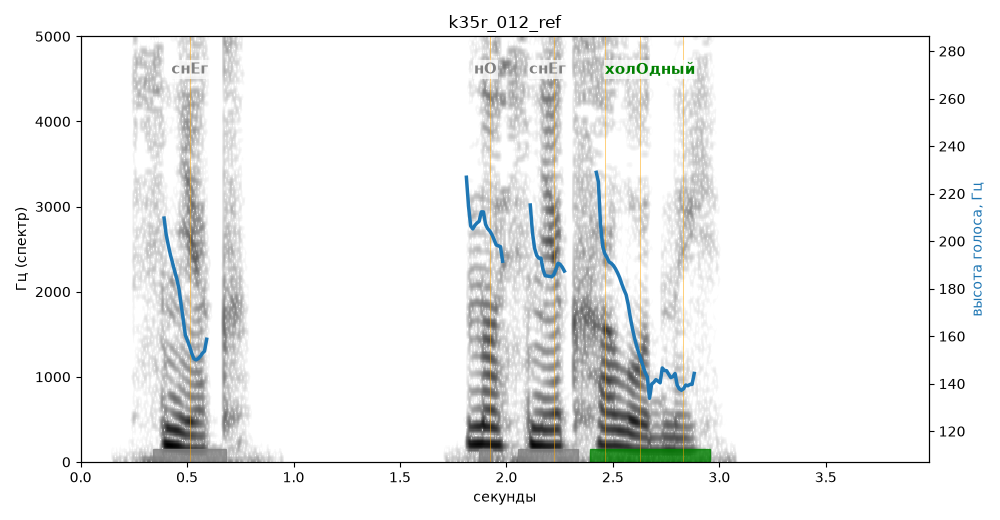 k35r_012_ref
снЕг
нО
снЕг
холОдный
Гц (спектр)
5000
4000
3000
2000
1000
0
280
260
240
220
200
180
160
140
120
высота голоса, Гц
0.0 0.5 1.0 1.5 2.0 2.5 3.0 3.5
секунды